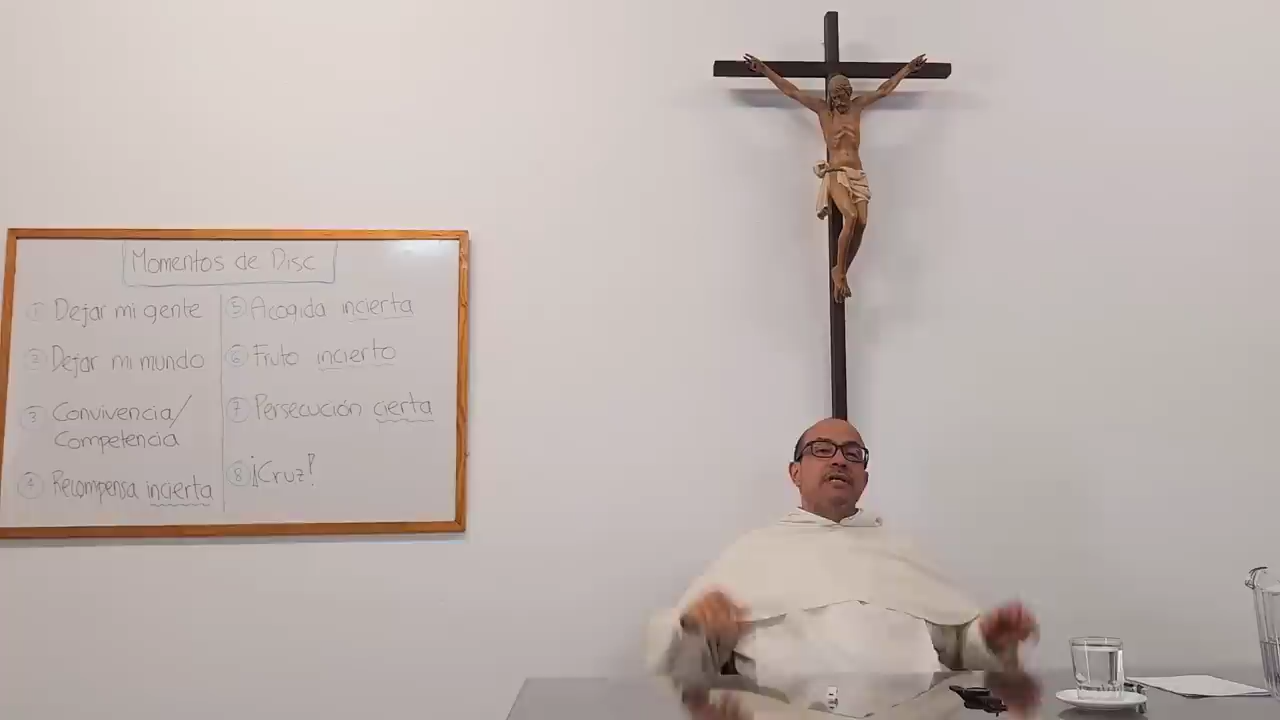 Momentos de Disc
① Dejar mi gente
② Dejar mi mundo
③ Convivencia/
Competencia
④ Recompensa incierta
⑤ Acogida incierta
⑥ Fruto incierto
⑦ Persecución cierta
⑧ ¡Cruz!